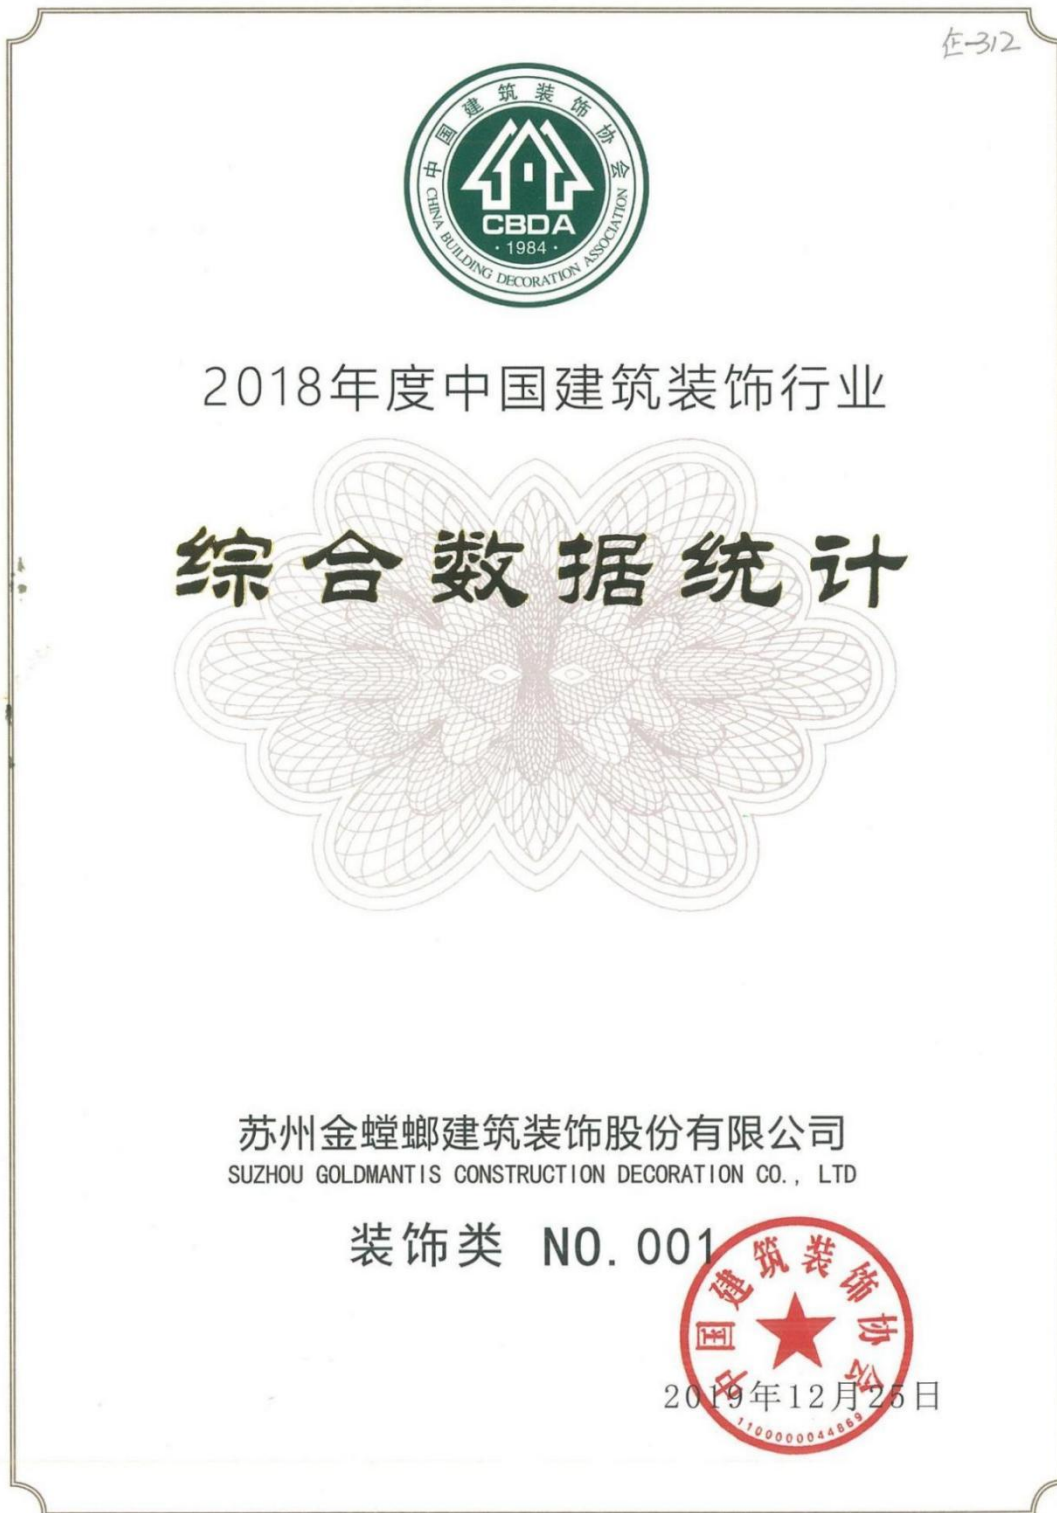 企-312
中国建筑装饰协会
CBDA
·1984·
CHINA BUILDING DECORATION ASSOCIATION
2018年度中国建筑装饰行业
综合数据统计
苏州金螳螂建筑装饰股份有限公司
SUZHOU GOLDMANTIS CONSTRUCTION DECORATION CO., LTD
装饰类 NO.001
中国建筑装饰协会
2019年12月25日
1100000044869